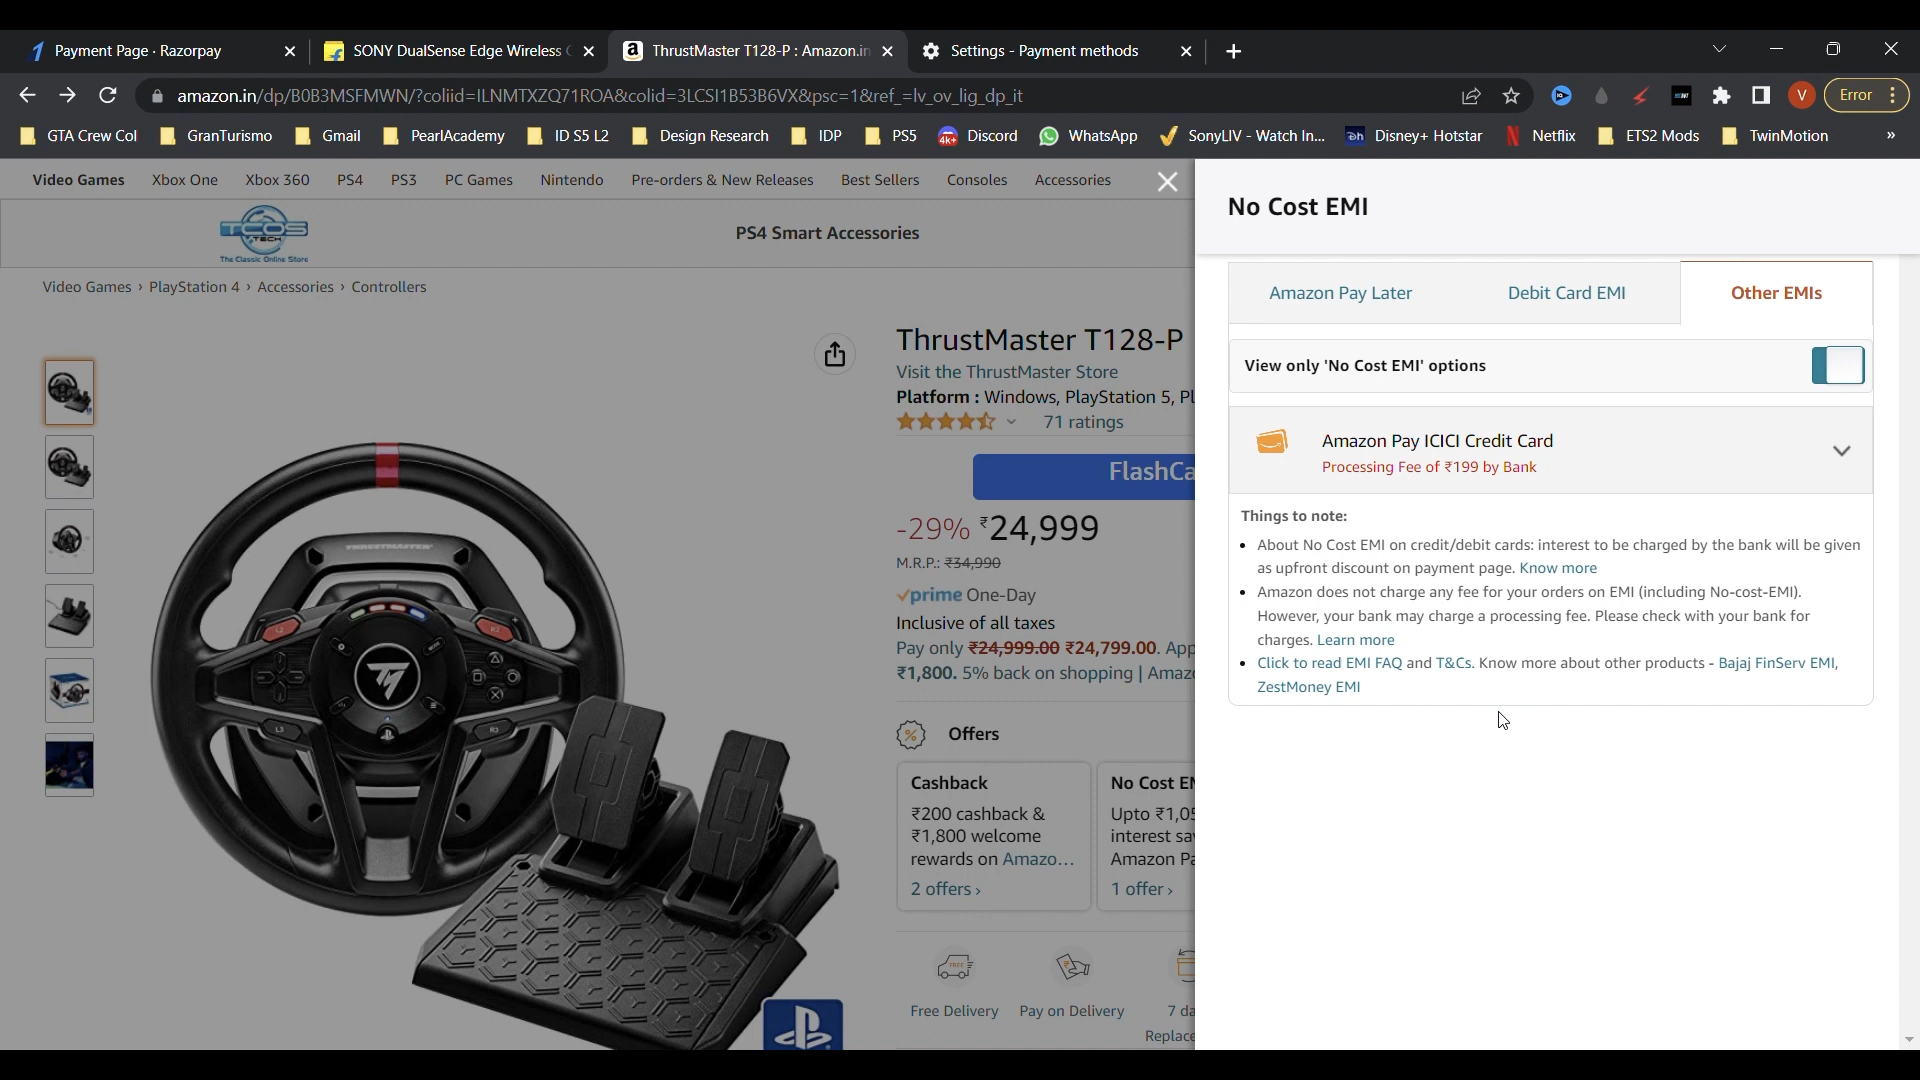 Payment Page · Razorpay
SONY DualSense Edge Wireless
ThrustMaster T128-P : Amazon.in
Settings - Payment methods
amazon.in/dp/B0B3MSFMWN/?coliid=ILNMTXZQ71ROA&colid=3LCSI1B53B6VX&psc=1&ref_=lv_ov_lig_dp_it
V
Error
GTA Crew Col
GranTurismo
Gmail
PearlAcademy
ID S5 L2
Design Research
IDP
PS5
4k+
Discord
WhatsApp
SonyLIV - Watch In...
Disney+ Hotstar
Netflix
ETS2 Mods
TwinMotion
»
Video Games
Xbox One
Xbox 360
PS4
PS3
PC Games
Nintendo
Pre-orders & New Releases
Best Sellers
Consoles
Accessories
TCOS
TECH
The Classic Online Store
PS4 Smart Accessories
Video Games › PlayStation 4 › Accessories › Controllers
ThrustMaster T128-P
Visit the ThrustMaster Store
Platform : Windows, PlayStation 5, Pl
71 ratings
FlashCa
-29% ₹24,999
M.R.P.: ₹34,999
prime One-Day
Inclusive of all taxes
Pay only ₹24,999.00 ₹24,799.00. App
₹1,800. 5% back on shopping | Amaz
Offers
Cashback
₹200 cashback &
₹1,800 welcome
rewards on Amazo...
2 offers ›
No Cost EM
Upto ₹1,05
interest sav
Amazon Pa
1 offer ›
FREE
Free Delivery
Pay on Delivery
7 da
Replace
THRUSTMASTER
L2
R2
L3
R3
No Cost EMI
Amazon Pay Later
Debit Card EMI
Other EMIs
View only 'No Cost EMI' options
Amazon Pay ICICI Credit Card
Processing Fee of ₹199 by Bank
Things to note:
• About No Cost EMI on credit/debit cards: interest to be charged by the bank will be given
as upfront discount on payment page. Know more
• Amazon does not charge any fee for your orders on EMI (including No-cost-EMI).
However, your bank may charge a processing fee. Please check with your bank for
charges. Learn more
• Click to read EMI FAQ and T&Cs. Know more about other products - Bajaj FinServ EMI,
ZestMoney EMI